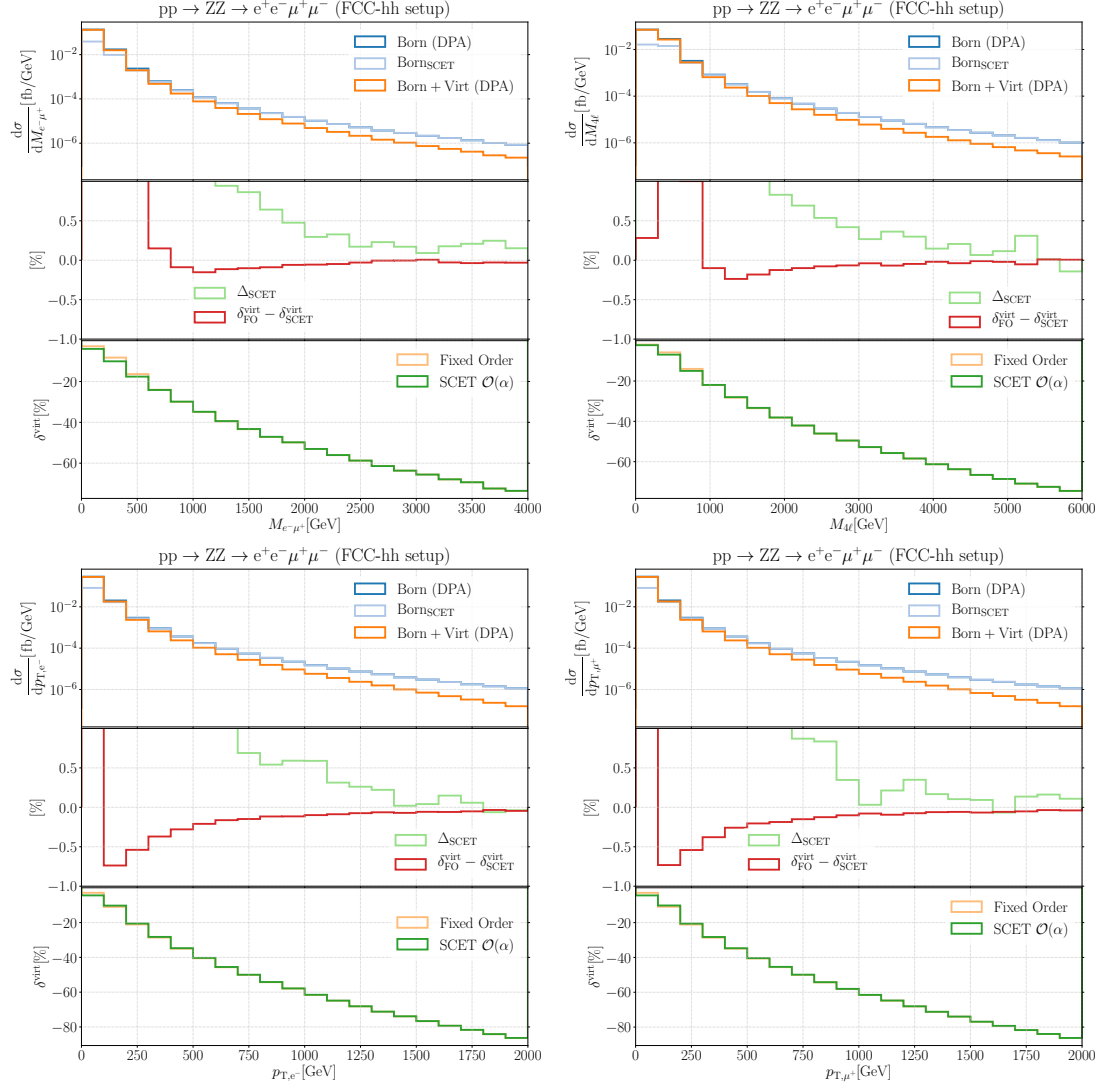 pp → ZZ → e⁺e⁻μ⁺μ⁻ (FCC-hh setup)
dσ/dM_{e⁻μ⁺} [fb/GeV]
10⁻²
10⁻⁴
10⁻⁶
Born (DPA)
Born_SCET
Born + Virt (DPA)
[%]
0.5
0.0
−0.5
−1.0
Δ_SCET
δ^virt_FO − δ^virt_SCET
δ^virt[%]
−20
−40
−60
Fixed Order
SCET 𝒪(α)
0 500 1000 1500 2000 2500 3000 3500 4000
M_{e⁻μ⁺}[GeV]
pp → ZZ → e⁺e⁻μ⁺μ⁻ (FCC-hh setup)
dσ/dM_{4ℓ} [fb/GeV]
10⁻²
10⁻⁴
10⁻⁶
Born (DPA)
Born_SCET
Born + Virt (DPA)
[%]
0.5
0.0
−0.5
−1.0
Δ_SCET
δ^virt_FO − δ^virt_SCET
δ^virt[%]
−20
−40
−60
Fixed Order
SCET 𝒪(α)
0 1000 2000 3000 4000 5000 6000
M_{4ℓ}[GeV]
pp → ZZ → e⁺e⁻μ⁺μ⁻ (FCC-hh setup)
dσ/dp_{T,e⁻} [fb/GeV]
10⁻²
10⁻⁴
10⁻⁶
Born (DPA)
Born_SCET
Born + Virt (DPA)
[%]
0.5
0.0
−0.5
−1.0
Δ_SCET
δ^virt_FO − δ^virt_SCET
δ^virt[%]
−20
−40
−60
−80
Fixed Order
SCET 𝒪(α)
0 250 500 750 1000 1250 1500 1750 2000
p_{T,e⁻}[GeV]
pp → ZZ → e⁺e⁻μ⁺μ⁻ (FCC-hh setup)
dσ/dp_{T,μ⁺} [fb/GeV]
10⁻²
10⁻⁴
10⁻⁶
Born (DPA)
Born_SCET
Born + Virt (DPA)
[%]
0.5
0.0
−0.5
−1.0
Δ_SCET
δ^virt_FO − δ^virt_SCET
δ^virt[%]
−20
−40
−60
−80
Fixed Order
SCET 𝒪(α)
0 250 500 750 1000 1250 1500 1750 2000
p_{T,μ⁺}[GeV]